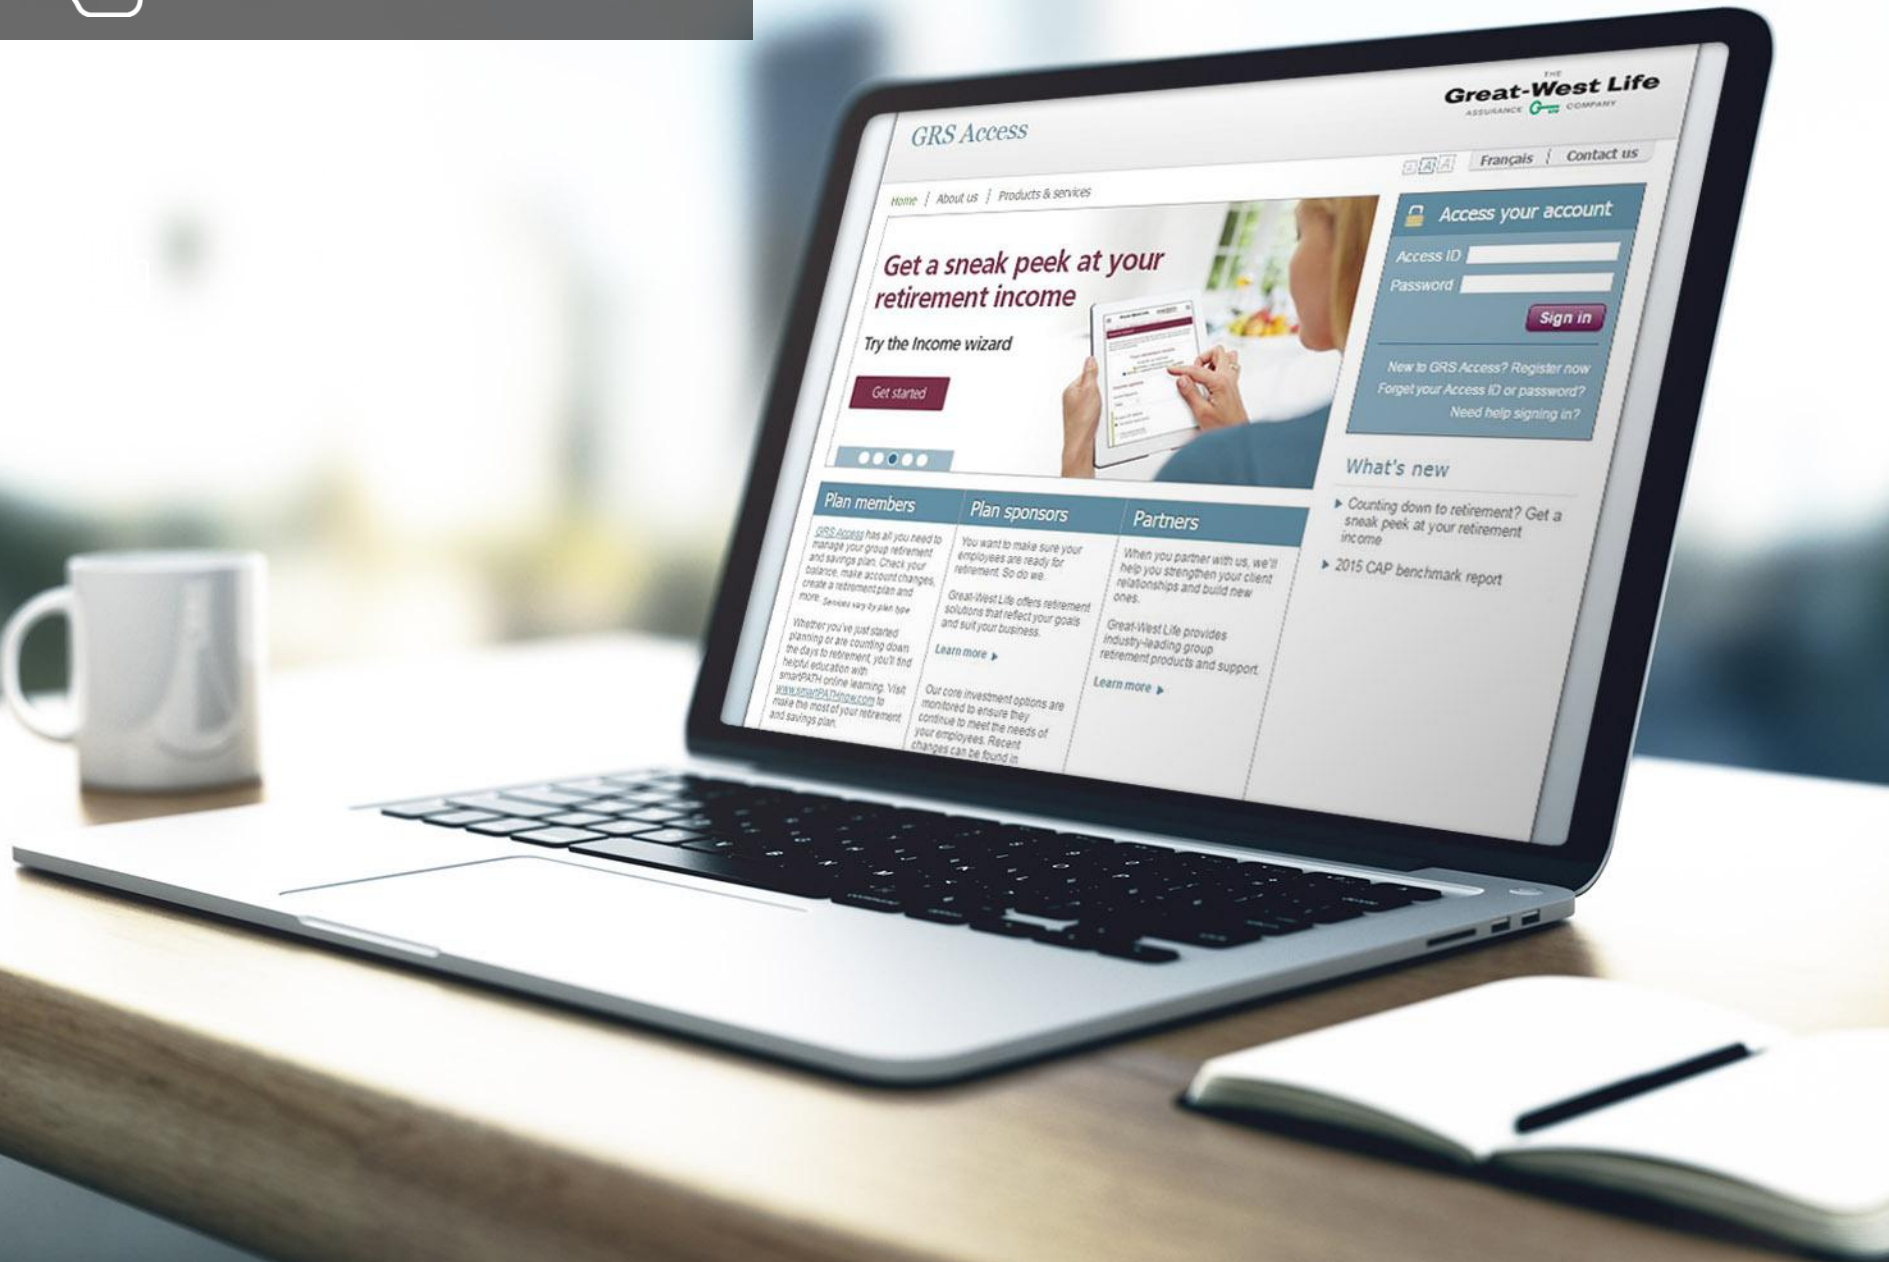 THE
Great-West Life
ASSURANCE COMPANY
GRS Access
A A Français | Contact us
Home | About us | Products & services
Get a sneak peek at your
retirement income
Try the Income wizard
Get started
Access your account
Access ID
Password
Sign in
New to GRS Access? Register now
Forget your Access ID or password?
Need help signing in?
What's new
Counting down to retirement? Get a
sneak peek at your retirement
income
2015 CAP benchmark report
Plan members
GRS Access has all you need to
manage your group retirement
and savings plan. Check your
balance, make account changes,
create a retirement plan and
more. Services vary by plan type
Whether you've just started
planning or are counting down
the days to retirement, you'll find
helpful education with
smartPATH online learning. Visit
www.smartPATHnow.com to
make the most of your retirement
and savings plan.
Plan sponsors
You want to make sure your
employees are ready for
retirement. So do we.
Great-West Life offers retirement
solutions that reflect your goals
and suit your business.
Learn more
Our core investment options are
monitored to ensure they
continue to meet the needs of
your employees. Recent
changes can be found in
Partners
When you partner with us, we'll
help you strengthen your client
relationships and build new
ones.
Great-West Life provides
industry-leading group
retirement products and support.
Learn more